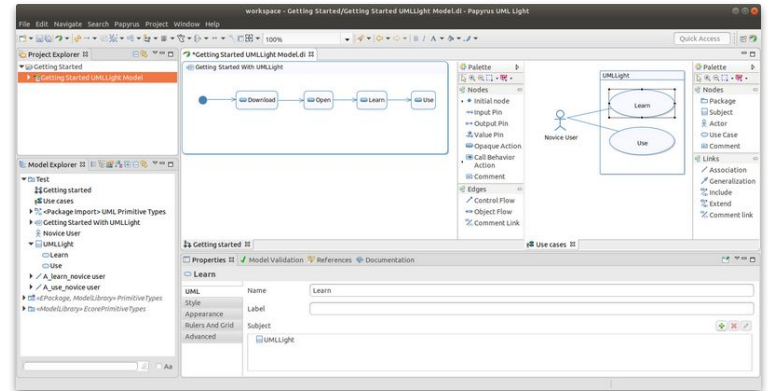 workspace - Getting Started/Getting Started UMLLight Model.di - Papyrus UML Light
File Edit Navigate Search Papyrus Project Window Help
100%
Quick Access
Project Explorer
Getting Started
Getting Started UMLLight Model
*Getting Started UMLLight Model.di
Getting Started With UMLLight
Download
Open
Learn
Use
Palette
Nodes
Initial node
Input Pin
Output Pin
Value Pin
Opaque Action
Call Behavior Action
Comment
Edges
Control Flow
Object Flow
Comment Link
UMLLight
Learn
Use
Novice User
Palette
Nodes
Package
Subject
Actor
Use Case
Comment
Links
Association
Generalization
Include
Extend
Comment link
Getting started
Use cases
Model Explorer
Test
Getting started
Use cases
<Package Import> UML Primitive Types
Getting Started With UMLLight
Novice User
UMLLight
Learn
Use
A_learn_novice user
A_use_novice user
«EPackage, ModelLibrary» PrimitiveTypes
«ModelLibrary» EcorePrimitiveTypes
Aa
Properties Model Validation References Documentation
Learn
UML
Style
Appearance
Rulers And Grid
Advanced
Name Learn
Label
Subject
UMLLight